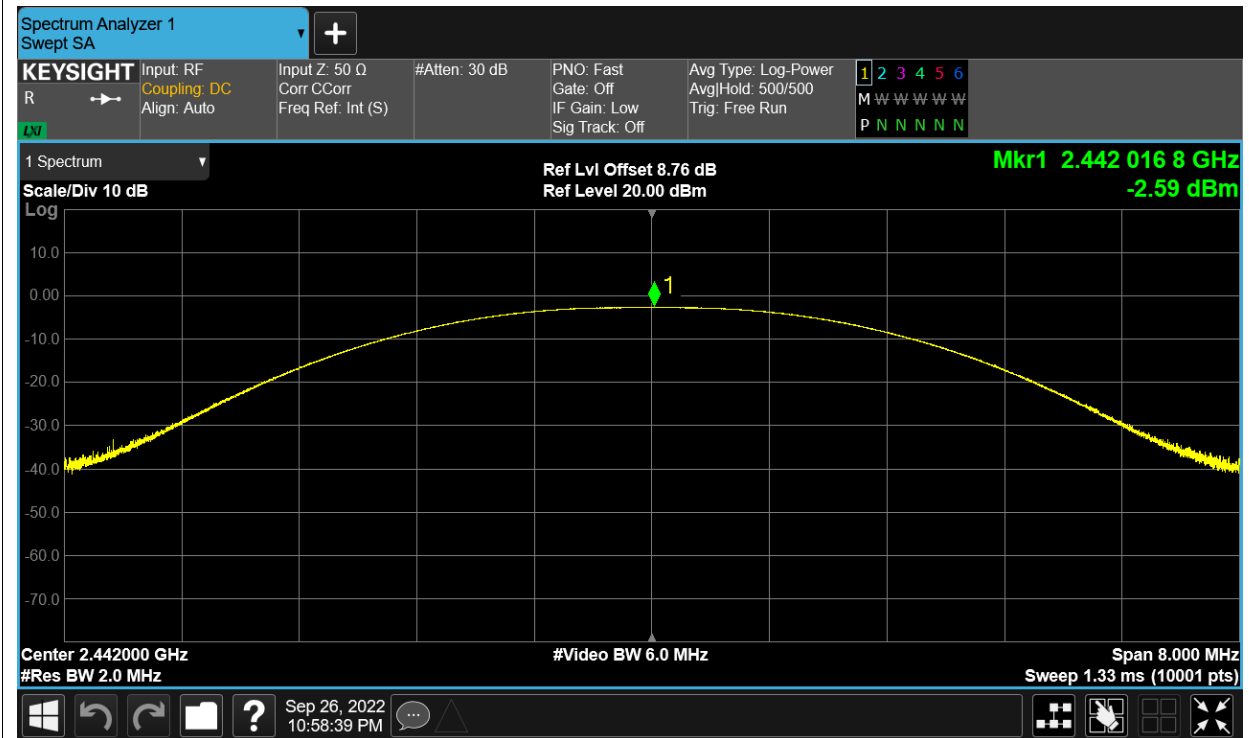 Spectrum Analyzer 1
Swept SA
KEYSIGHT
R
LXI
Input: RF
Coupling: DC
Align: Auto
Input Z: 50 Ω
Corr CCorr
Freq Ref: Int (S)
#Atten: 30 dB
PNO: Fast
Gate: Off
IF Gain: Low
Sig Track: Off
Avg Type: Log-Power
Avg|Hold: 500/500
Trig: Free Run
1 2 3 4 5 6
M W W W W W
P N N N N N
1 Spectrum
Scale/Div 10 dB
Ref Lvl Offset 8.76 dB
Ref Level 20.00 dBm
Mkr1 2.442 016 8 GHz
-2.59 dBm
Log
10.0
0.00
-10.0
-20.0
-30.0
-40.0
-50.0
-60.0
-70.0
1
Center 2.442000 GHz
#Video BW 6.0 MHz
Span 8.000 MHz
#Res BW 2.0 MHz
Sweep 1.33 ms (10001 pts)
?
Sep 26, 2022
10:58:39 PM